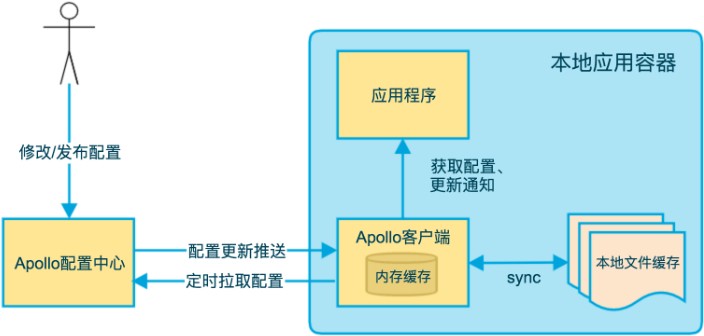 本地应用容器
应用程序
修改/发布配置
获取配置、
更新通知
Apollo配置中心
配置更新推送
定时拉取配置
Apollo客户端
内存缓存
sync
本地文件缓存